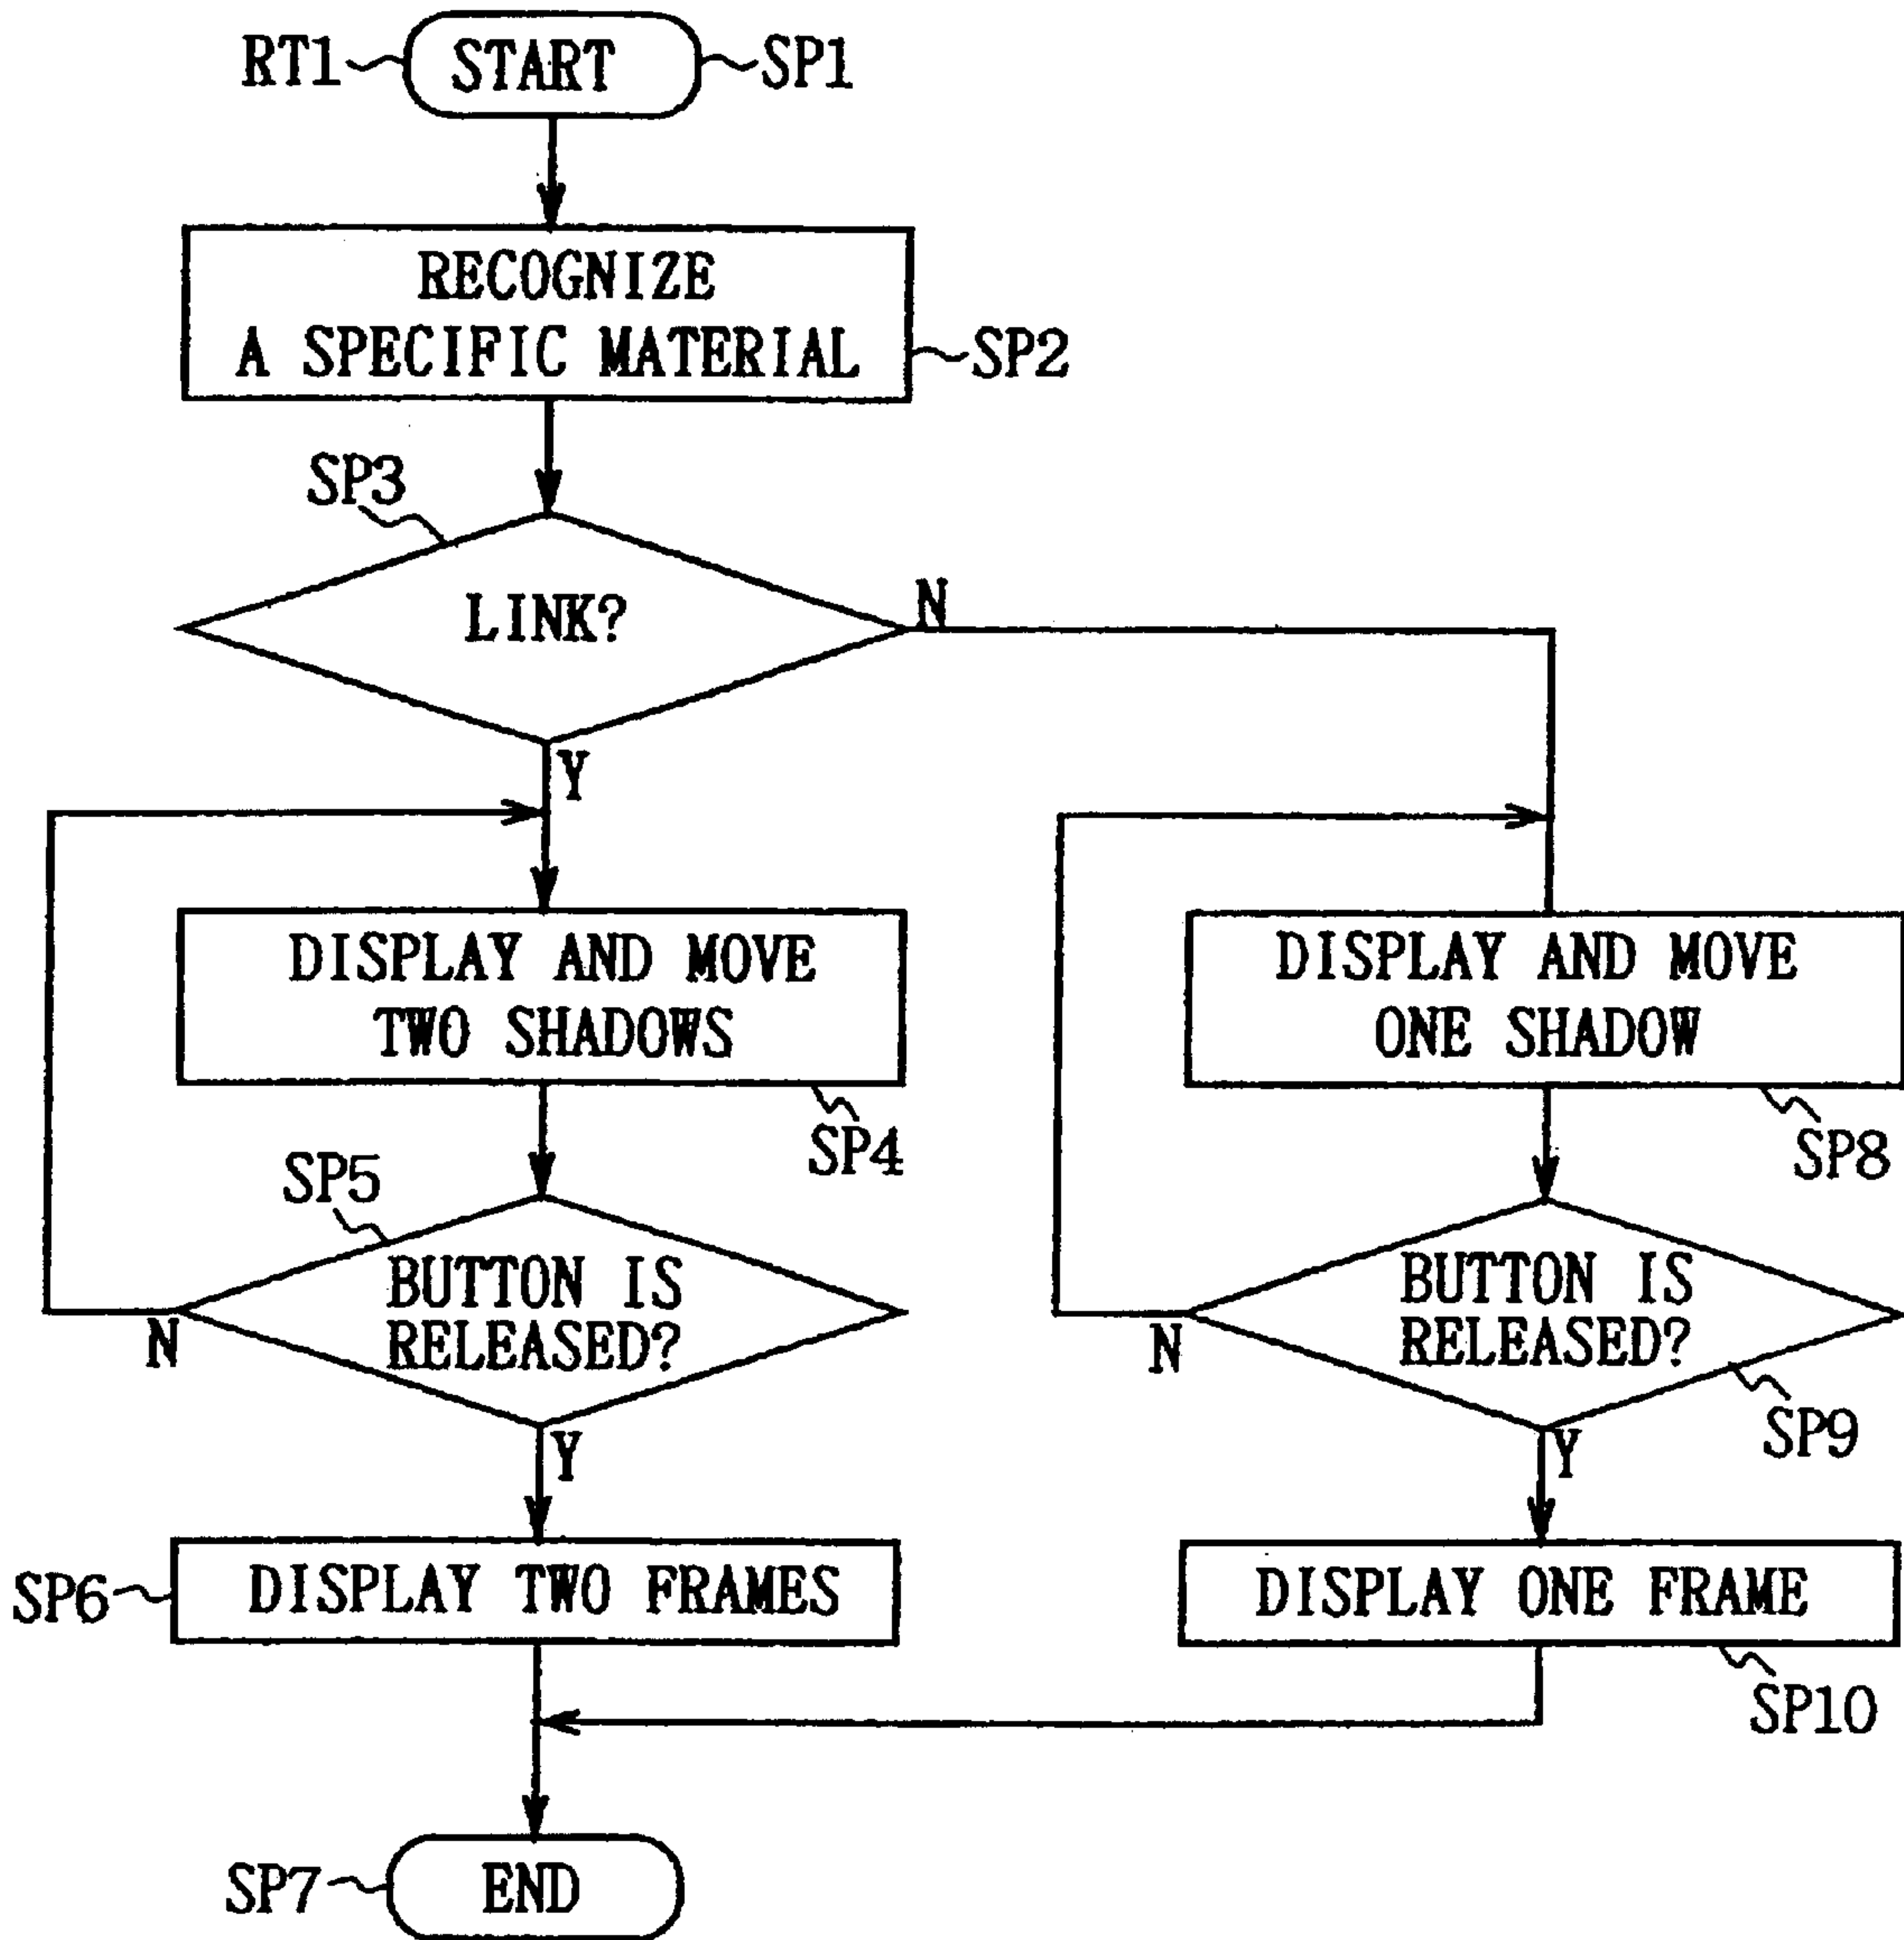 RT1
START
SP1
RECOGNIZE
A SPECIFIC MATERIAL
SP2
SP3
LINK?
N
Y
DISPLAY AND MOVE
TWO SHADOWS
SP4
SP5
BUTTON IS
RELEASED?
N
Y
SP6
DISPLAY TWO FRAMES
DISPLAY AND MOVE
ONE SHADOW
SP8
BUTTON IS
RELEASED?
N
SP9
Y
DISPLAY ONE FRAME
SP10
SP7
END